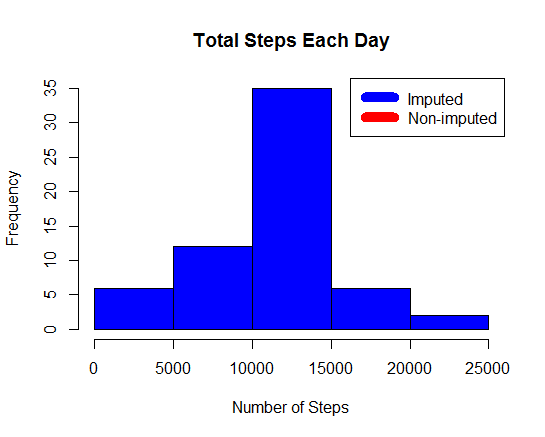 Total Steps Each Day
Imputed
Non-imputed
Frequency
35
30
25
20
15
10
5
0
0 5000 10000 15000 20000 25000
Number of Steps